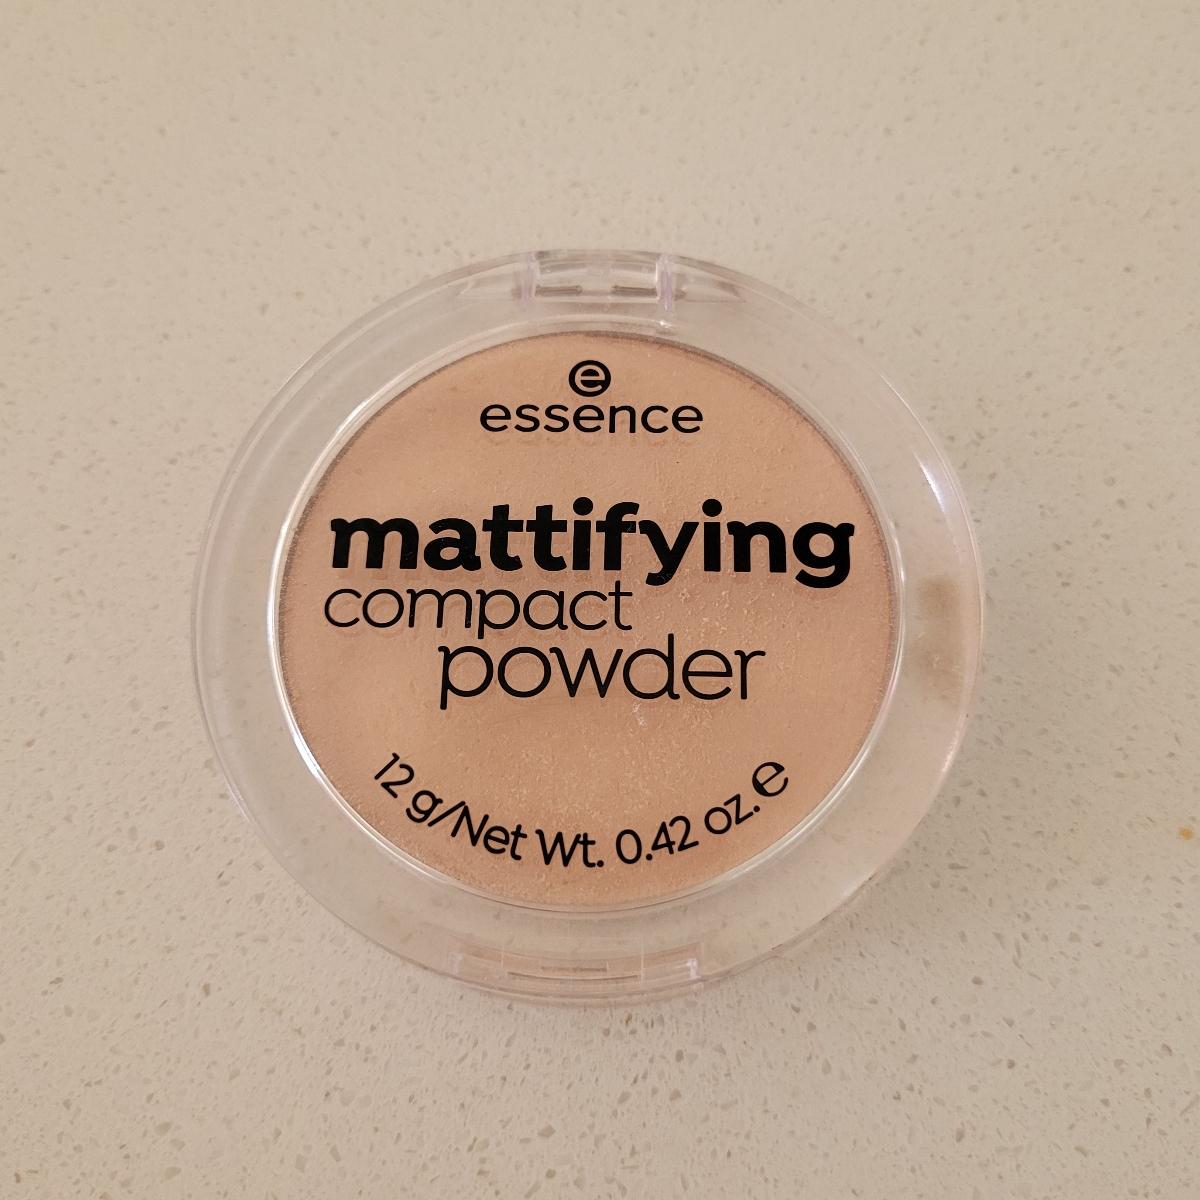 e
essence
mattifying
compact
powder
12 g/Net Wt. 0.42 oz. ℮